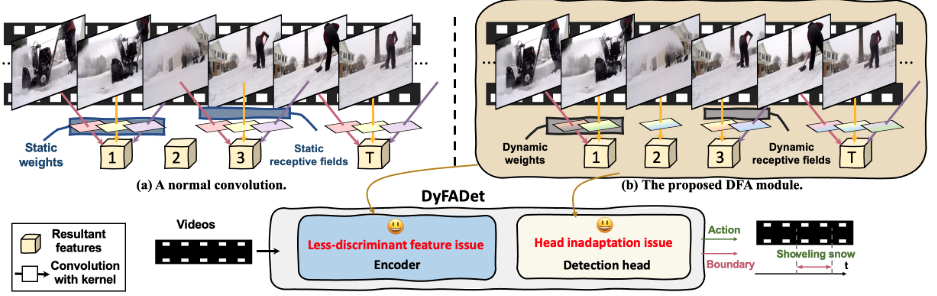 ...
...
...
...
Static
weights
1
2
3
T
Static
receptive fields
Dynamic
weights
1
2
3
T
Dynamic
receptive fields
(a) A normal convolution.
(b) The proposed DFA module.
DyFADet
Resultant
features
Convolution
with kernel
Videos
Less-discriminant feature issue
Encoder
Head inadaptation issue
Detection head
Action
Boundary
Shoveling snow
t